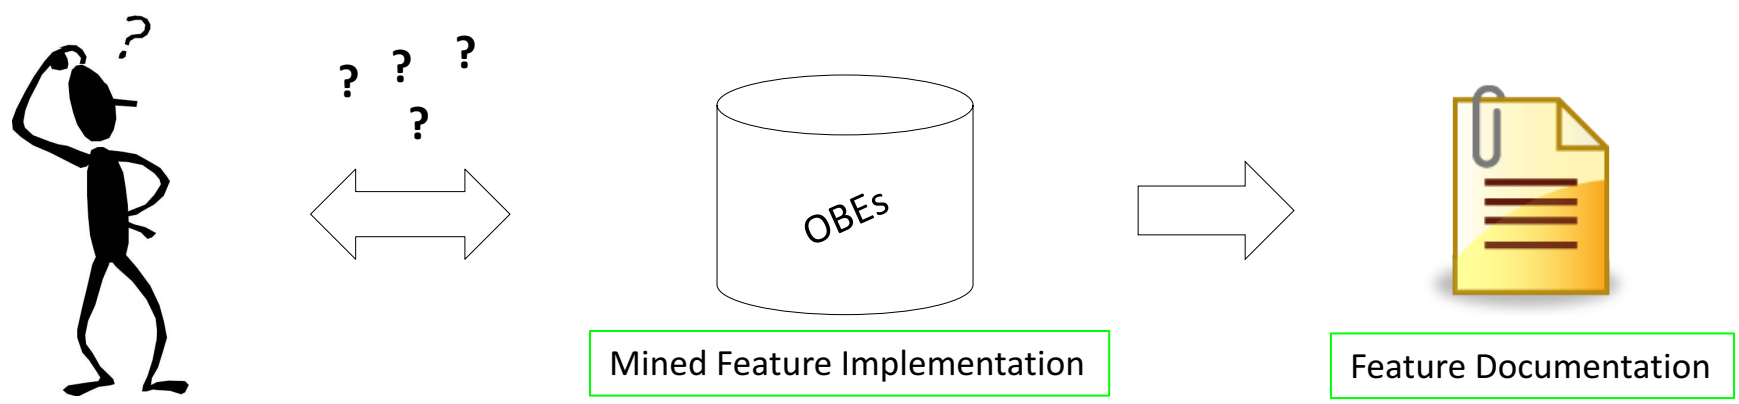 ?
? ? ?
?
OBEs
Mined Feature Implementation
Feature Documentation